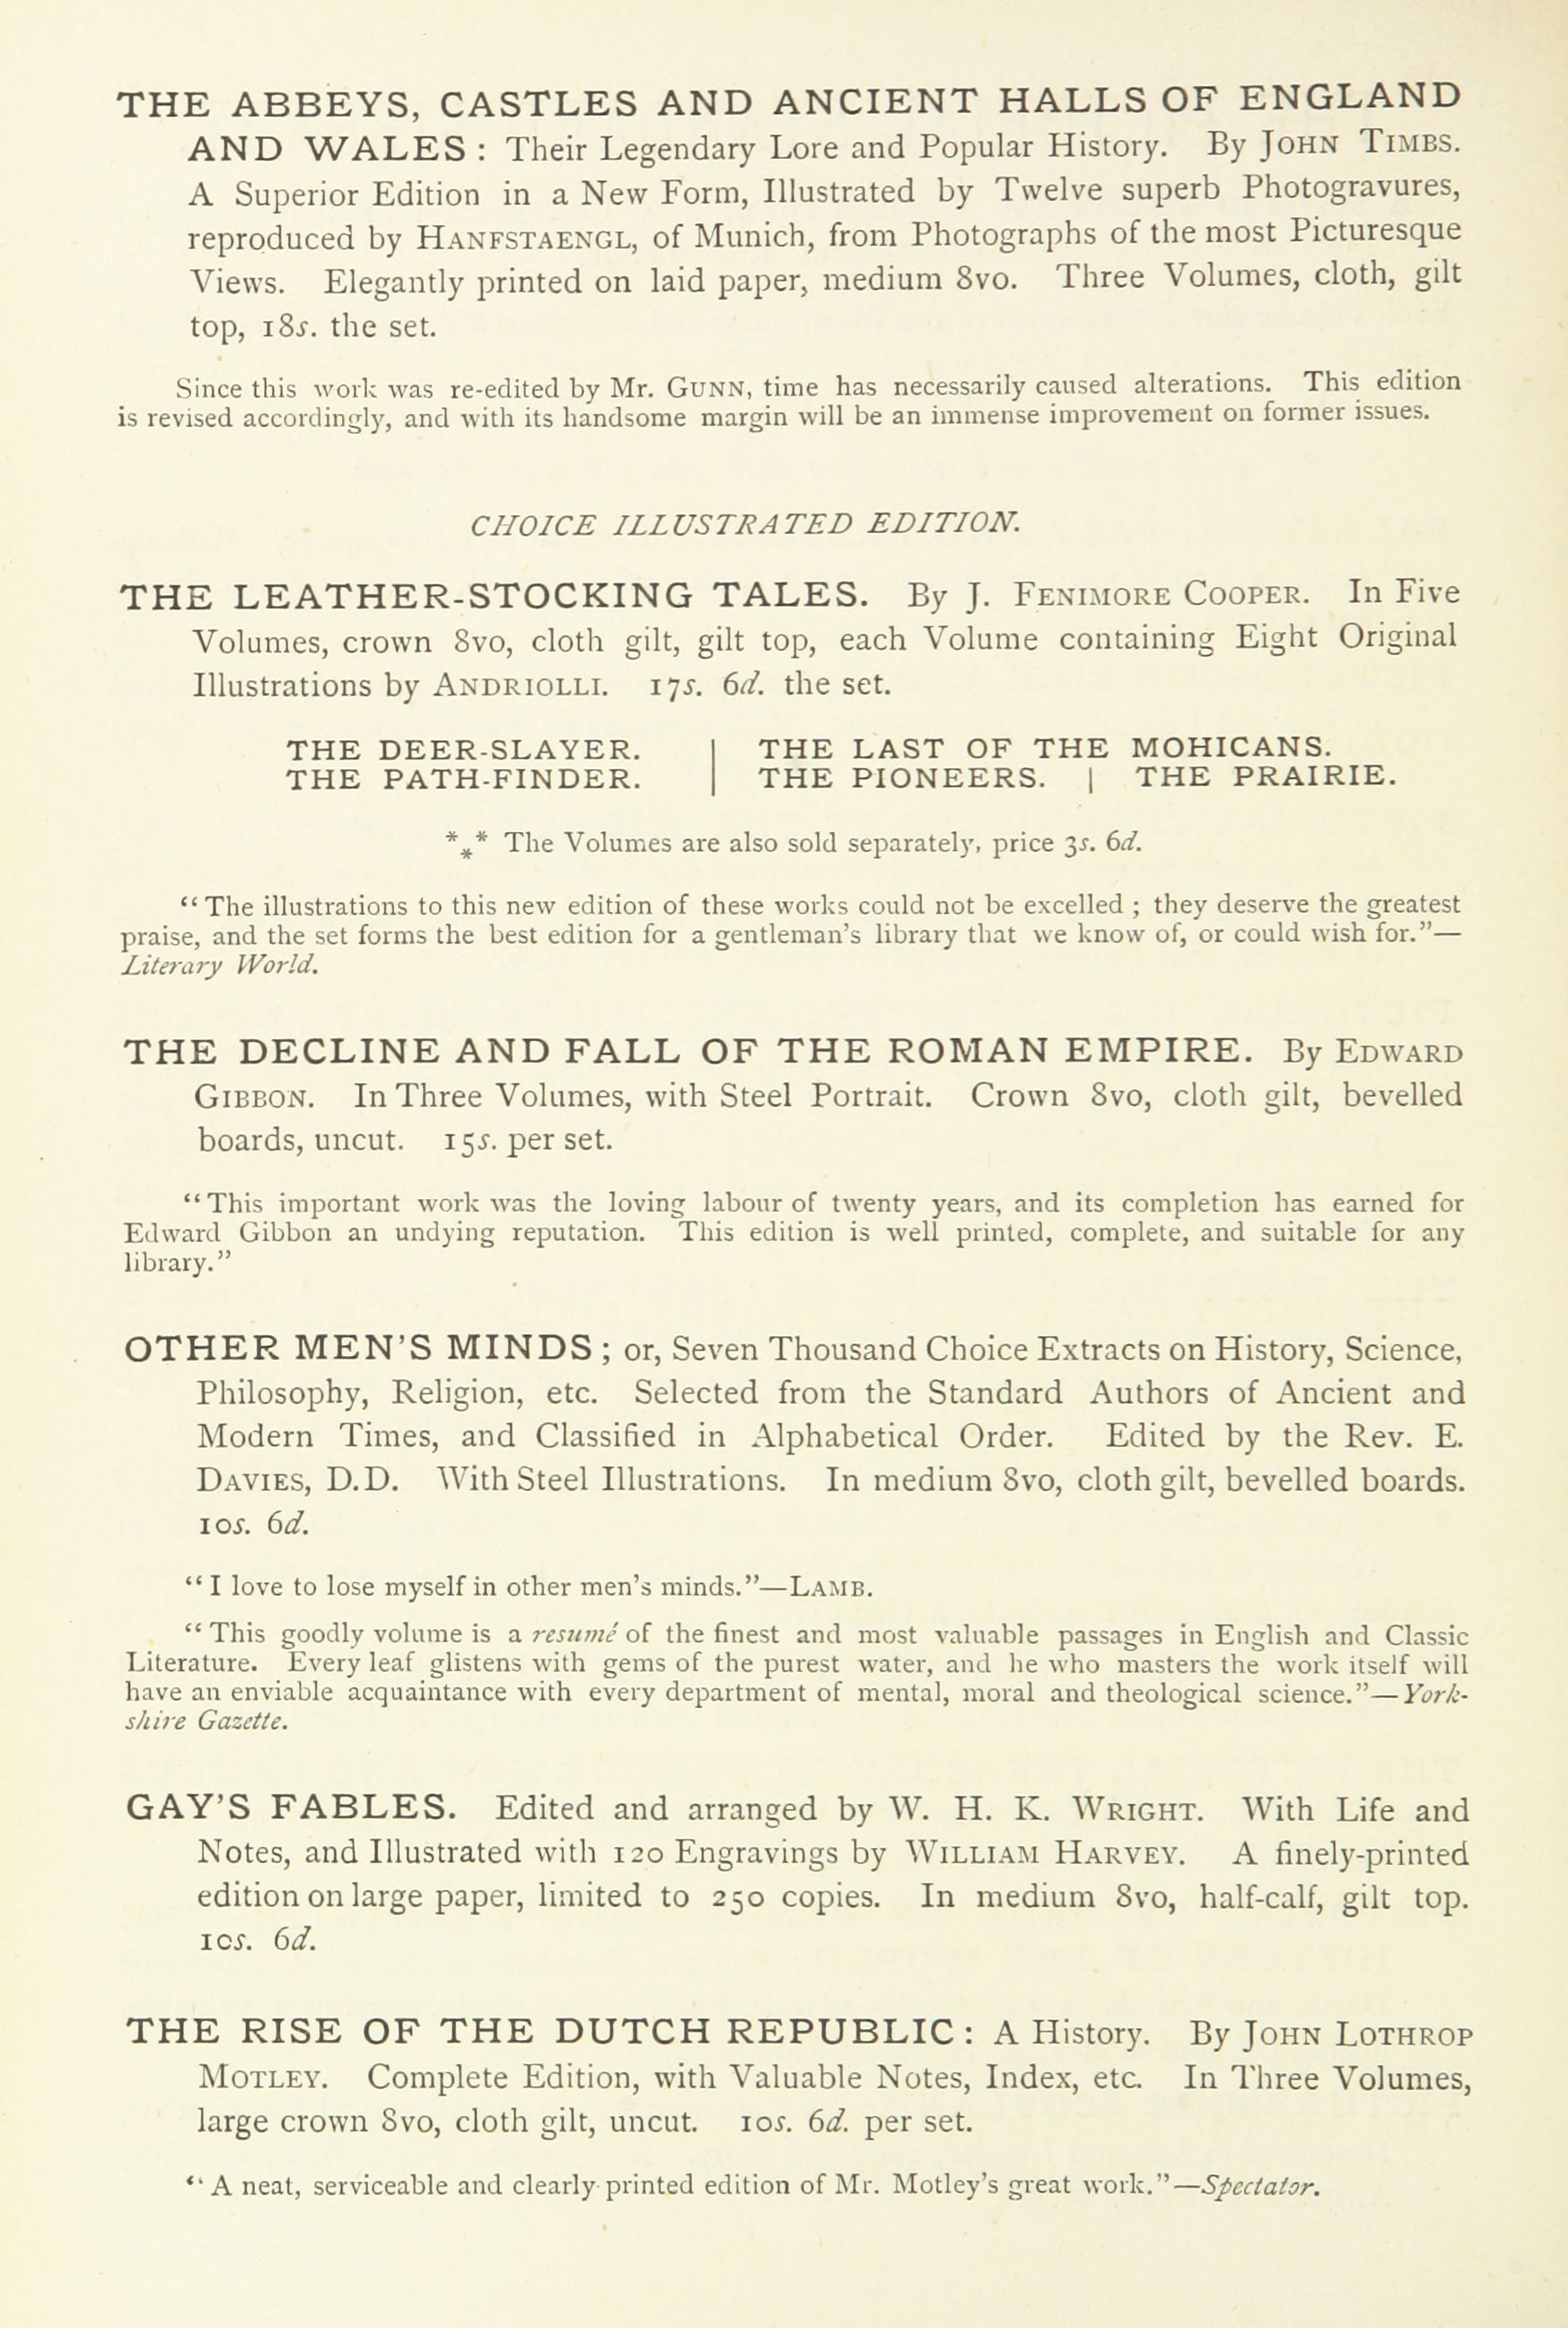 THE ABBEYS, CASTLES AND ANCIENT HALLS OF ENGLAND
AND WALES: Their Legendary Lore and Popular History. By JOHN TIMBS.
A Superior Edition in a New Form, Illustrated by Twelve superb Photogravures,
reproduced by HANFSTAENGL, of Munich, from Photographs of the most Picturesque
Views. Elegantly printed on laid paper, medium 8vo. Three Volumes, cloth, gilt
top, 18s. the set.
Since this work was re-edited by Mr. GUNN, time has necessarily caused alterations. This edition
is revised accordingly, and with its handsome margin will be an immense improvement on former issues.
CHOICE ILLUSTRATED EDITION.
THE LEATHER-STOCKING TALES. By J. FENIMORE COOPER. In Five
Volumes, crown 8vo, cloth gilt, gilt top, each Volume containing Eight Original
Illustrations by ANDRIOLLI. 17s. 6d. the set.
THE DEER-SLAYER. | THE LAST OF THE MOHICANS.
THE PATH-FINDER. | THE PIONEERS. | THE PRAIRIE.
*** The Volumes are also sold separately, price 3s. 6d.
"The illustrations to this new edition of these works could not be excelled; they deserve the greatest
praise, and the set forms the best edition for a gentleman's library that we know of, or could wish for."—
Literary World.
THE DECLINE AND FALL OF THE ROMAN EMPIRE. By EDWARD
GIBBON. In Three Volumes, with Steel Portrait. Crown 8vo, cloth gilt, bevelled
boards, uncut. 15s. per set.
"This important work was the loving labour of twenty years, and its completion has earned for
Edward Gibbon an undying reputation. This edition is well printed, complete, and suitable for any
library."
OTHER MEN'S MINDS; or, Seven Thousand Choice Extracts on History, Science,
Philosophy, Religion, etc. Selected from the Standard Authors of Ancient and
Modern Times, and Classified in Alphabetical Order. Edited by the Rev. E.
DAVIES, D.D. With Steel Illustrations. In medium 8vo, cloth gilt, bevelled boards.
10s. 6d.
"I love to lose myself in other men's minds."—LAMB.
"This goodly volume is a resumé of the finest and most valuable passages in English and Classic
Literature. Every leaf glistens with gems of the purest water, and he who masters the work itself will
have an enviable acquaintance with every department of mental, moral and theological science."—York-
shire Gazette.
GAY'S FABLES. Edited and arranged by W. H. K. WRIGHT. With Life and
Notes, and Illustrated with 120 Engravings by WILLIAM HARVEY. A finely-printed
edition on large paper, limited to 250 copies. In medium 8vo, half-calf, gilt top.
10s. 6d.
THE RISE OF THE DUTCH REPUBLIC: A History. By JOHN LOTHROP
MOTLEY. Complete Edition, with Valuable Notes, Index, etc. In Three Volumes,
large crown 8vo, cloth gilt, uncut. 10s. 6d. per set.
"A neat, serviceable and clearly printed edition of Mr. Motley's great work."—Spectator.